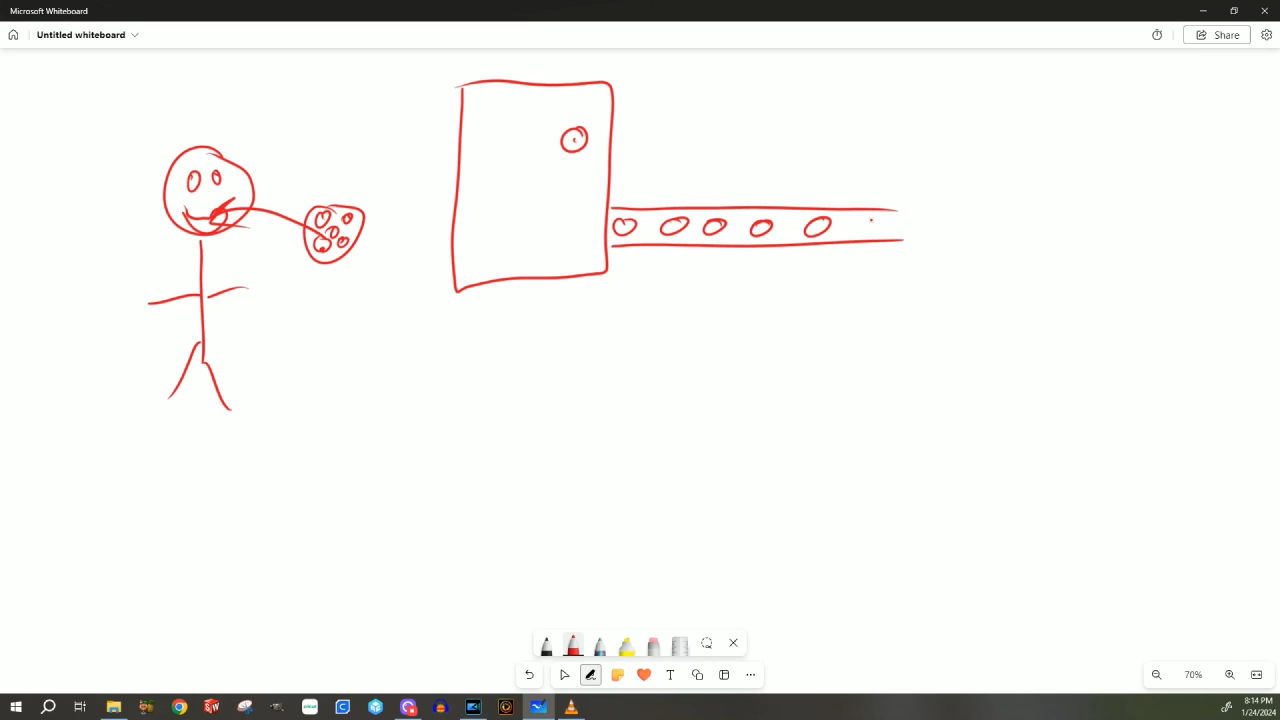 Microsoft Whiteboard
Untitled whiteboard
Share
70%
8:14 PM
1/24/2024